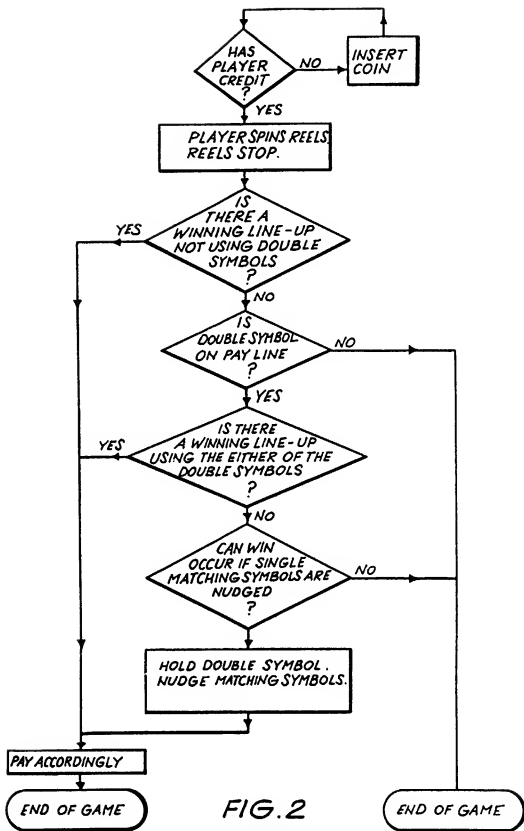 HAS
PLAYER
CREDIT
?
NO
INSERT
COIN
YES
PLAYER SPINS REELS
REELS STOP.
IS
THERE A
WINNING LINE-UP
NOT USING DOUBLE
SYMBOLS
?
YES
NO
IS
DOUBLE SYMBOL
ON PAY LINE
?
NO
YES
IS THERE
A WINNING LINE-UP
USING THE EITHER OF THE
DOUBLE SYMBOLS
?
YES
NO
CAN WIN
OCCUR IF SINGLE
MATCHING SYMBOLS ARE
NUDGED
?
NO
HOLD DOUBLE SYMBOL.
NUDGE MATCHING SYMBOLS.
PAY ACCORDINGLY
END OF GAME
FIG. 2
END OF GAME